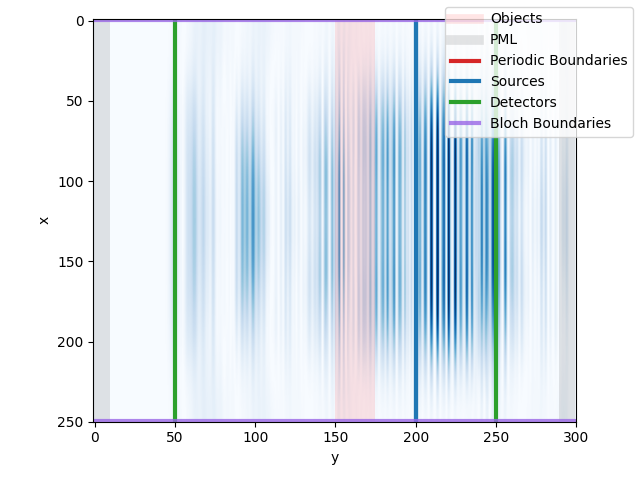 Objects
PML
Periodic Boundaries
Sources
Detectors
Bloch Boundaries
0
50
100
150
200
250
x
0 50 100 150 200 250 300
y